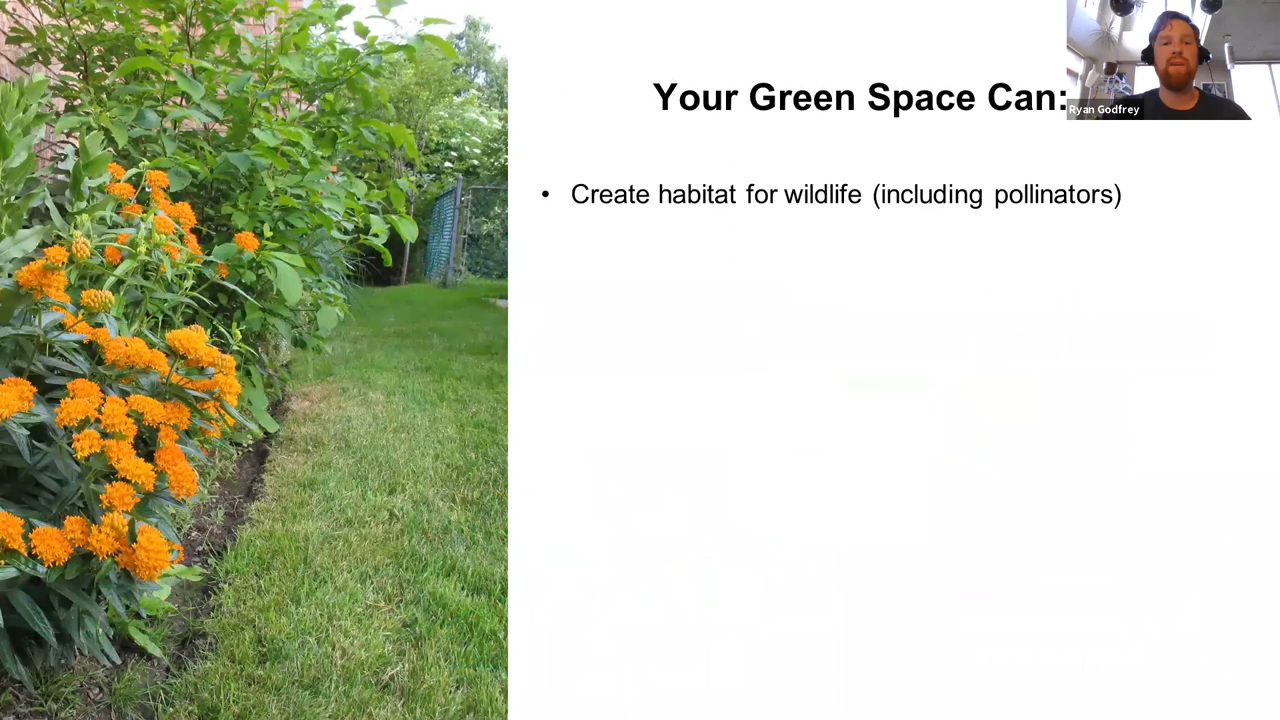 Your Green Space Can:
Ryan Godfrey
• Create habitat for wildlife (including pollinators)